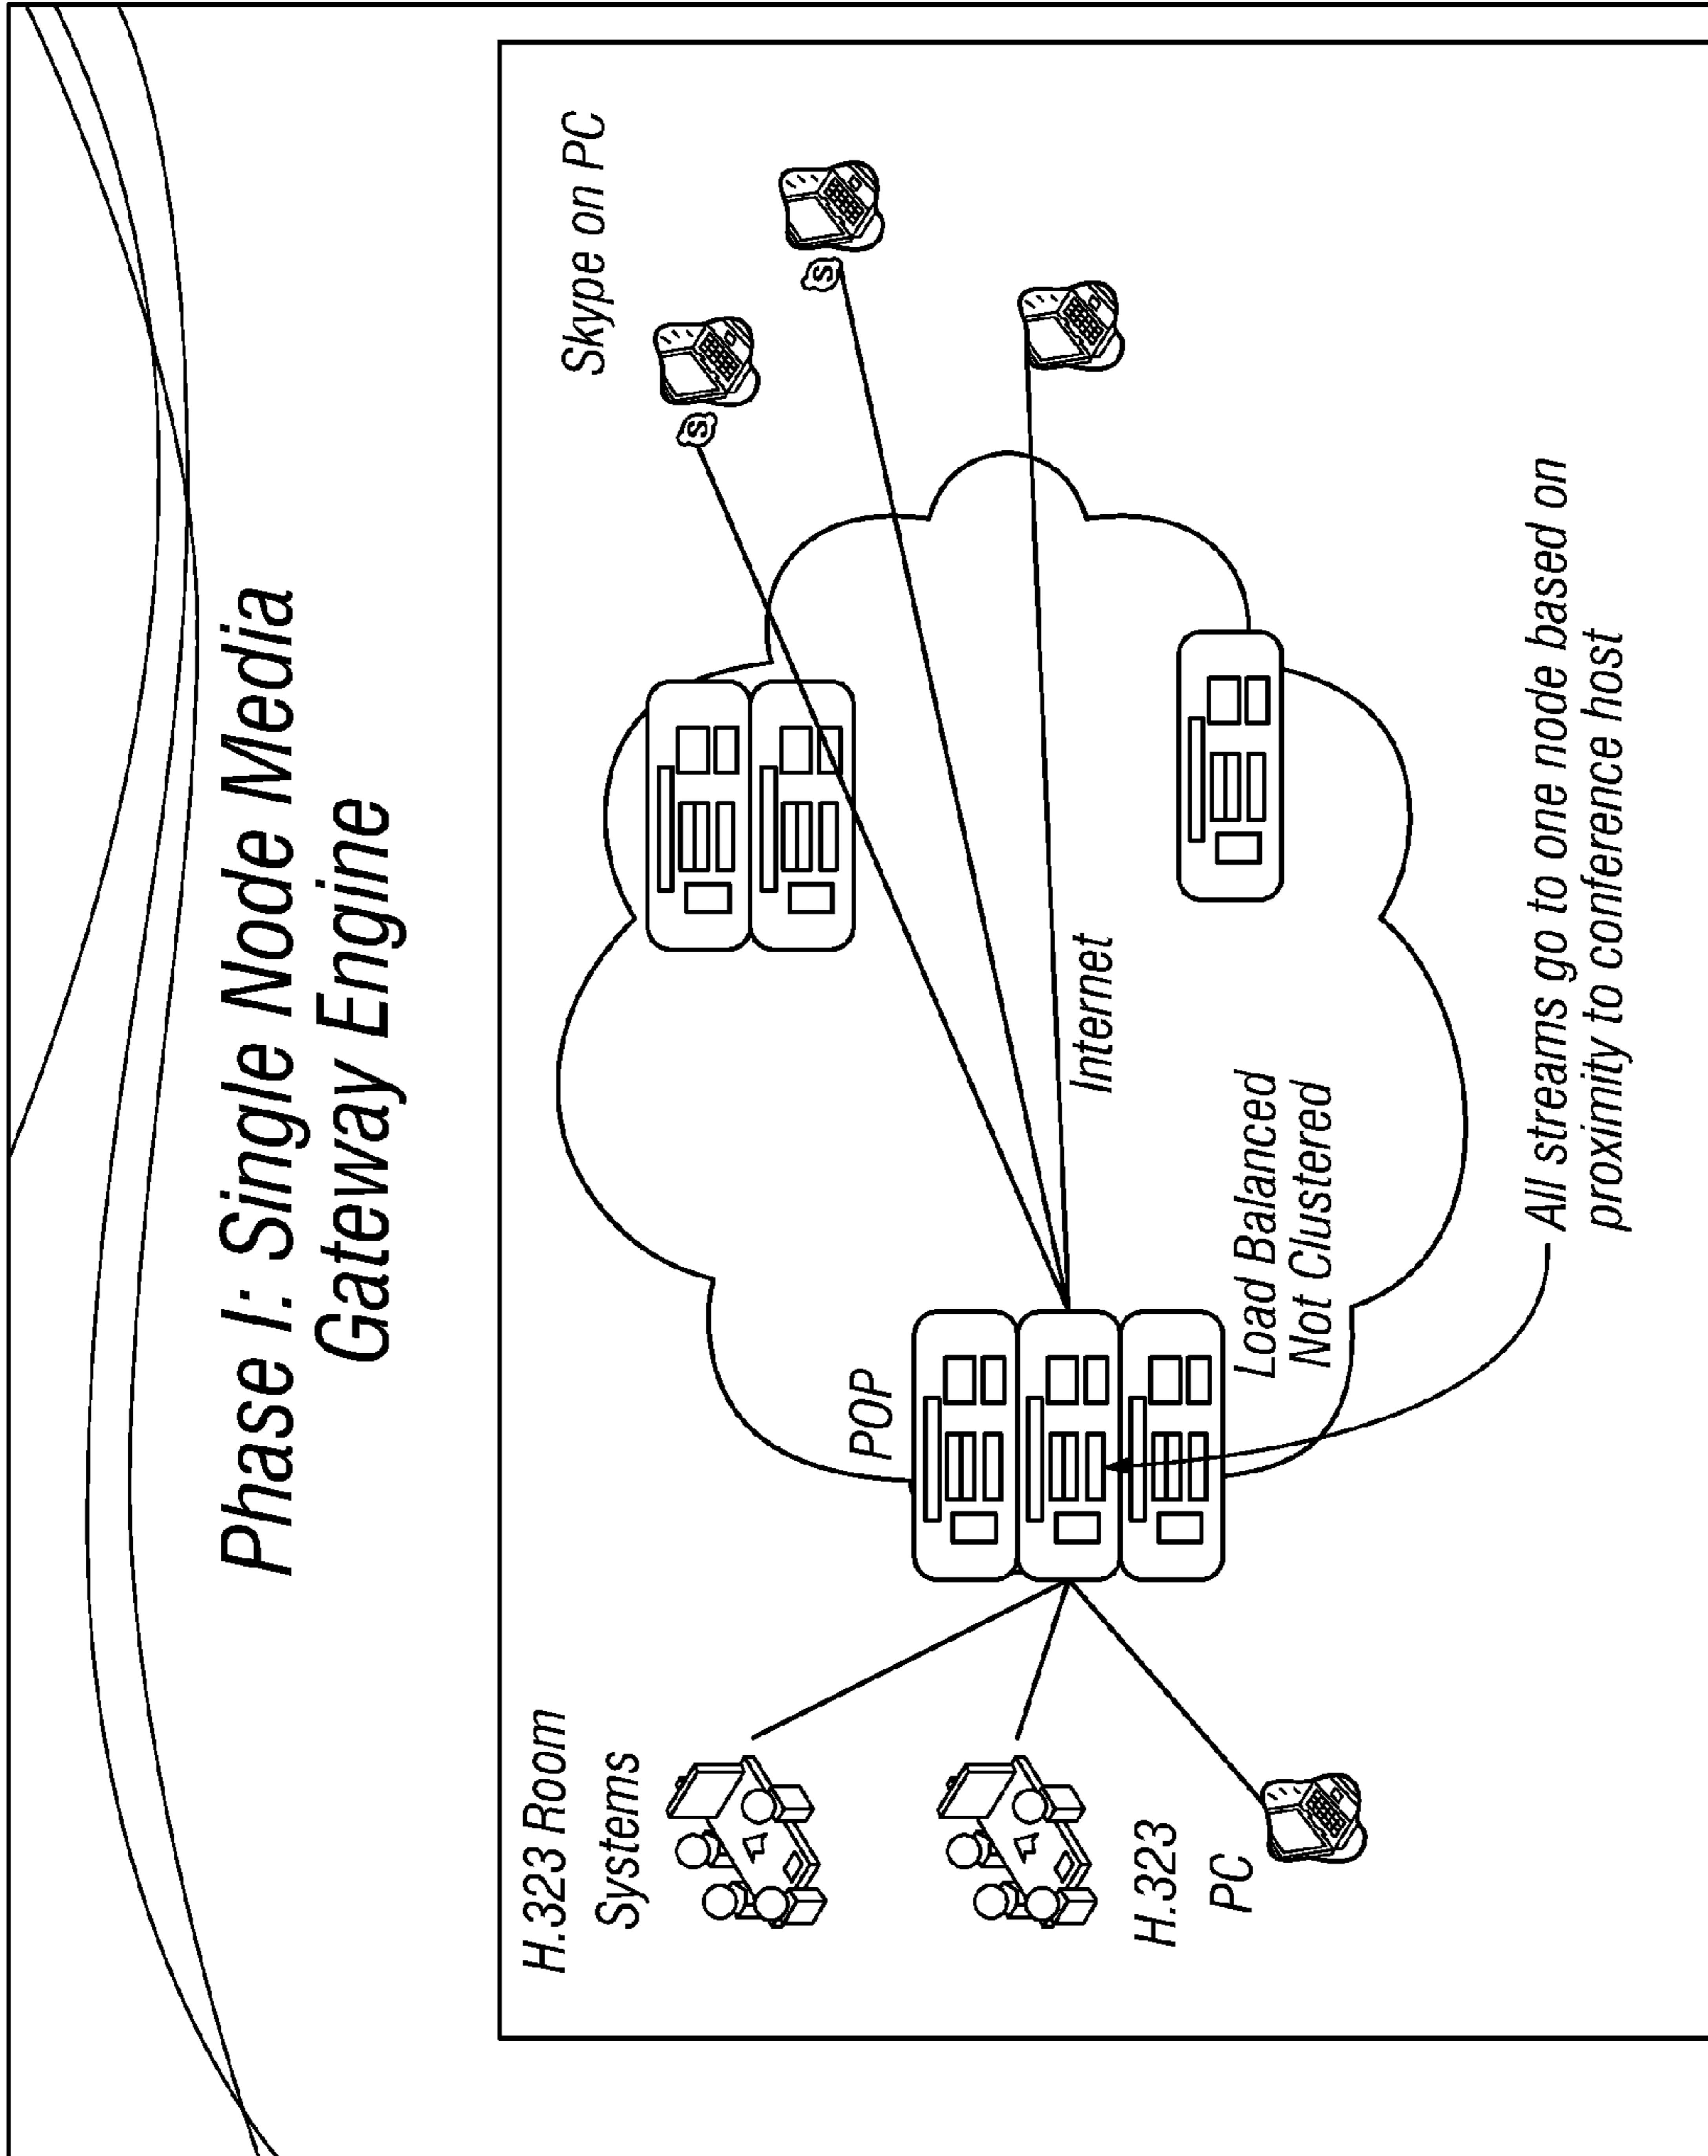 Phase I: Single Node Media
Gateway Engine
H.323 Room
Systems
Skype on PC
S
S
POP
Internet
H.323
PC
Load Balanced
Not Clustered
All streams go to one node based on
proximity to conference host